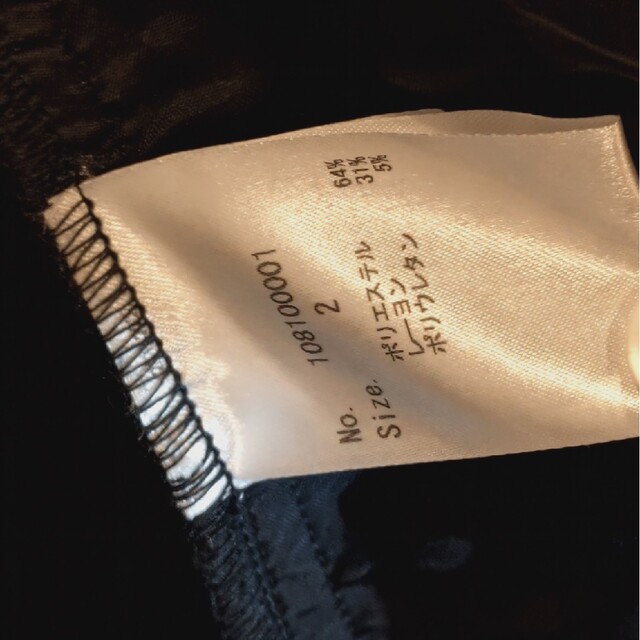 No. 108100001
Size. 2
ポリエステル 64%
レーヨン 31%
ポリウレタン 5%